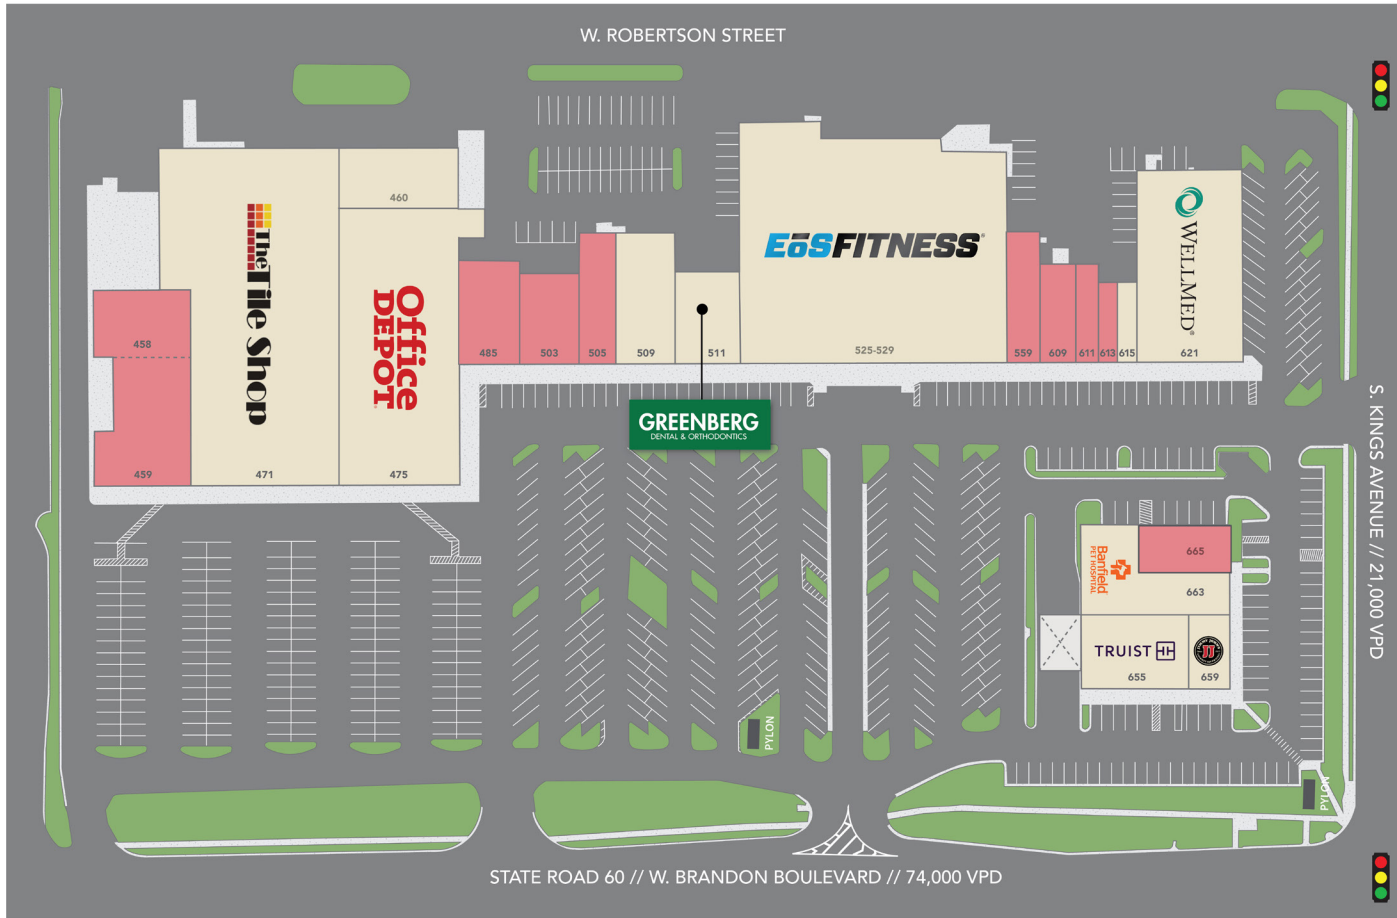 W. ROBERTSON STREET
460
The Tile Shop
Office
DEPOT
EōSFITNESS
WELLMED
458
485
503
505
509
511
525-529
559
609
611
613
615
621
GREENBERG
DENTAL & ORTHODONTICS
459
471
475
S. KINGS AVENUE // 21,000 VPD
Banfield
PET HOSPITAL
665
663
TRUIST
JJ
655
659
PYLON
PYLON
STATE ROAD 60 // W. BRANDON BOULEVARD // 74,000 VPD